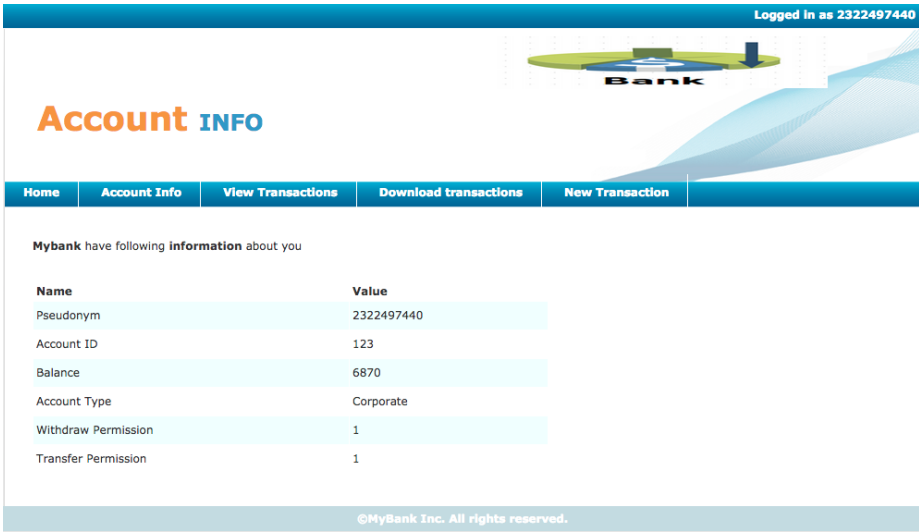 Logged in as 2322497440
Bank
Account INFO
Home Account Info View Transactions Download transactions New Transaction
Mybank have following information about you
Name Value
Pseudonym 2322497440
Account ID 123
Balance 6870
Account Type Corporate
Withdraw Permission 1
Transfer Permission 1
©MyBank Inc. All rights reserved.